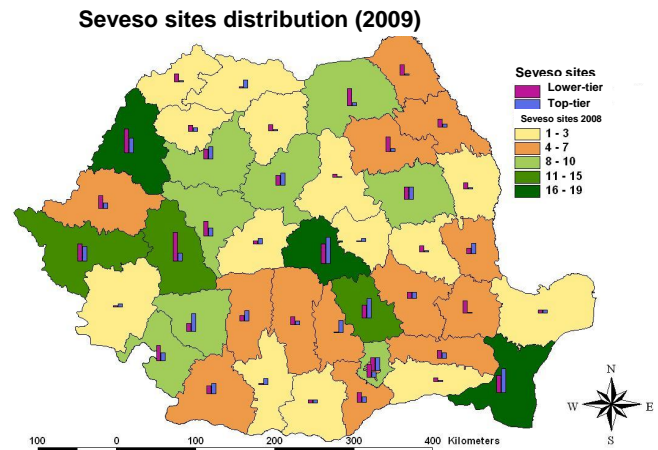 Seveso sites distribution (2009)
Seveso sites
Lower-tier
Top-tier
Seveso sites 2008
1 - 3
4 - 7
8 - 10
11 - 15
16 - 19
N
W E
S
100 0 100 200 300 400 Kilometers